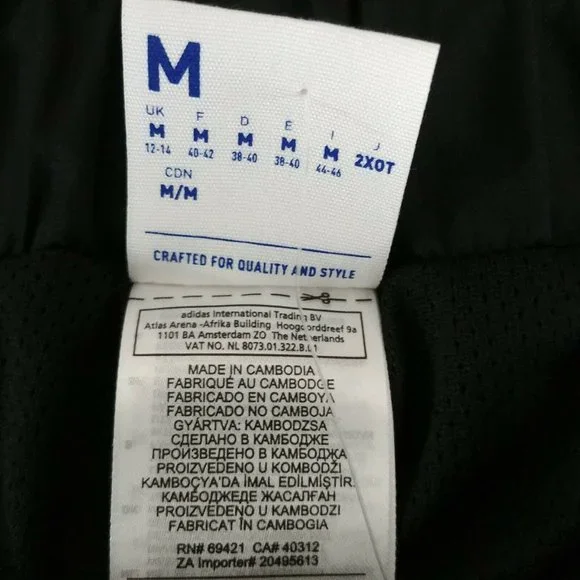 M
UK F D E I J
M M M M M 2XOT
12-14 40-42 38-40 38-40 44-46
CDN
M/M
CRAFTED FOR QUALITY AND STYLE
adidas International Trading BV
Atlas Arena -Afrika Building Hoogoorddreef 9a
1101 BA Amsterdam ZO The Netherlands
VAT NO. NL 8073.01.322.B.01
MADE IN CAMBODIA
FABRIQUÉ AU CAMBODGE
FABRICADO EN CAMBOYA
FABRICADO NO CAMBOJA
GYÁRTVA: KAMBODZSA
СДЕЛАНО В КАМБОДЖЕ
ПРОИЗВЕДЕНО В КАМБОДЖА
PROIZVEDENO U KOMBODŽI
KAMBOÇYA'DA İMAL EDİLMİŞTİR.
КАМБОДЖЕДЕ ЖАСАЛҒАН
PROIZVEDENO U KAMBODZI
FABRICAT ÎN CAMBOGIA
RN# 69421 CA# 40312
ZA Importer# 20495613